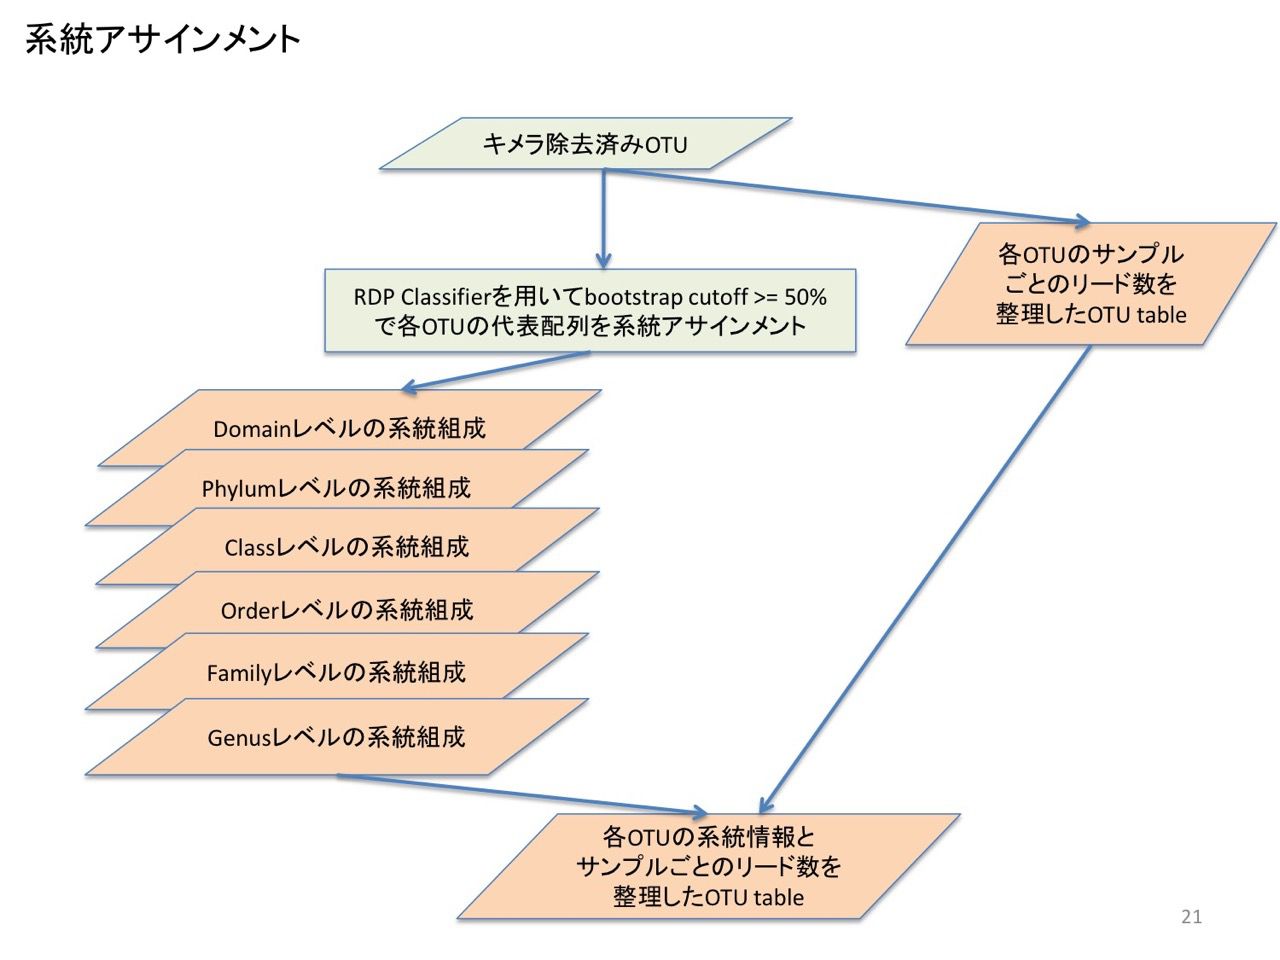 系統アサインメント
キメラ除去済みOTU
各OTUのサンプル
ごとのリード数を
整理したOTU table
RDP Classifierを用いてbootstrap cutoff >= 50%
で各OTUの代表配列を系統アサインメント
Domainレベルの系統組成
Phylumレベルの系統組成
Classレベルの系統組成
Orderレベルの系統組成
Familyレベルの系統組成
Genusレベルの系統組成
各OTUの系統情報と
サンプルごとのリード数を
整理したOTU table
21